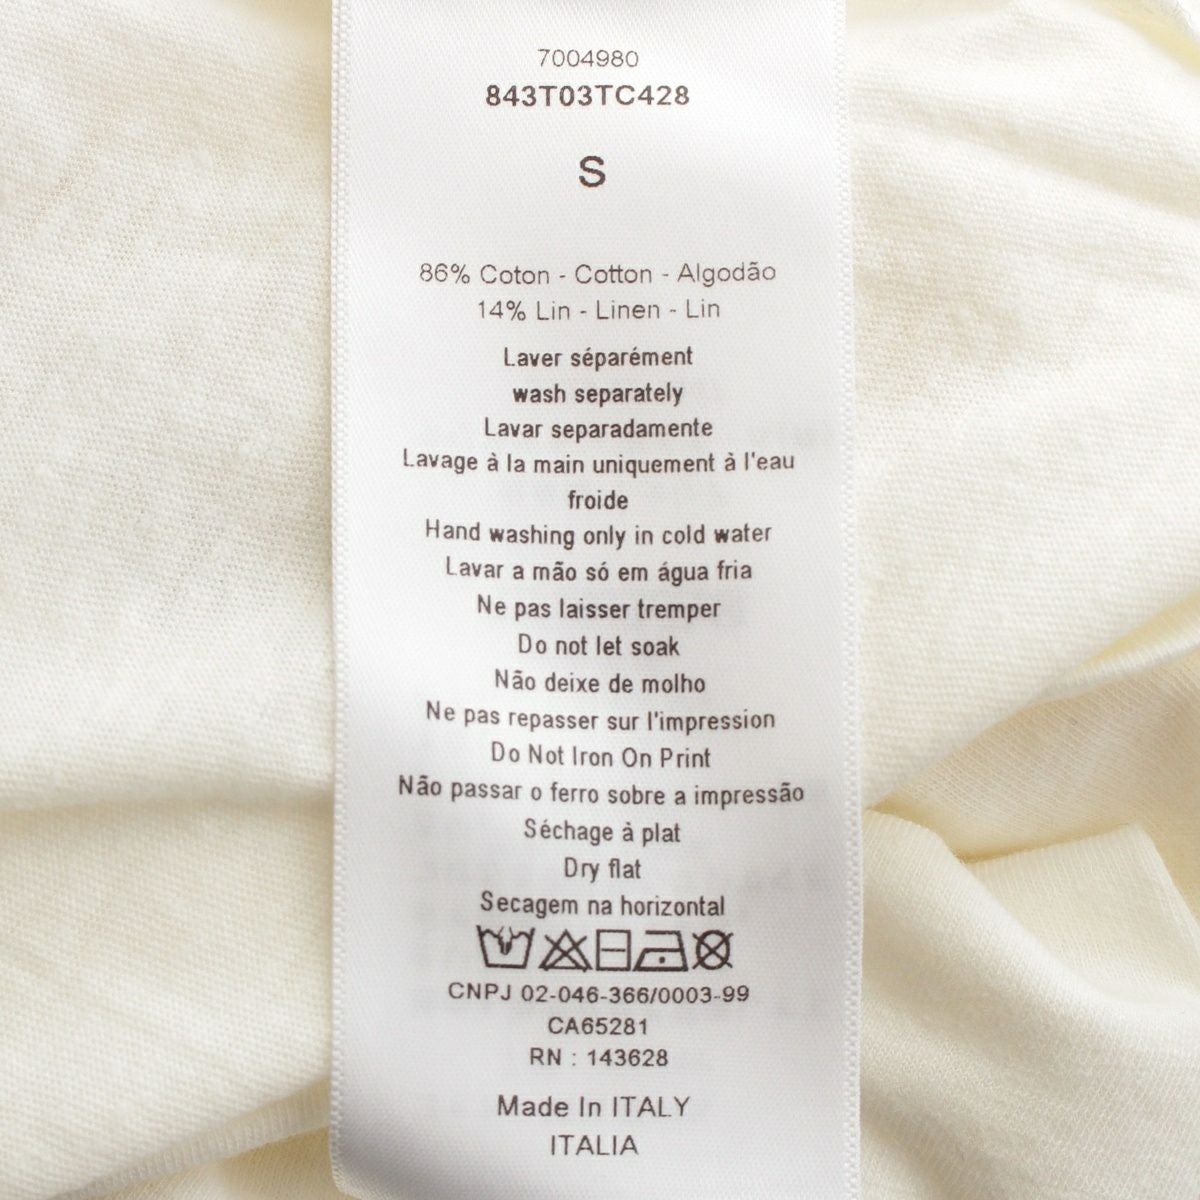 7004980
843T03TC428
S
86% Coton - Cotton - Algodão
14% Lin - Linen - Lin
Laver séparément
wash separately
Lavar separadamente
Lavage à la main uniquement à l'eau
froide
Hand washing only in cold water
Lavar a mão só em água fria
Ne pas laisser tremper
Do not let soak
Não deixe de molho
Ne pas repasser sur l'impression
Do Not Iron On Print
Não passar o ferro sobre a impressão
Séchage à plat
Dry flat
Secagem na horizontal
CNPJ 02-046-366/0003-99
CA65281
RN : 143628
Made In ITALY
ITALIA